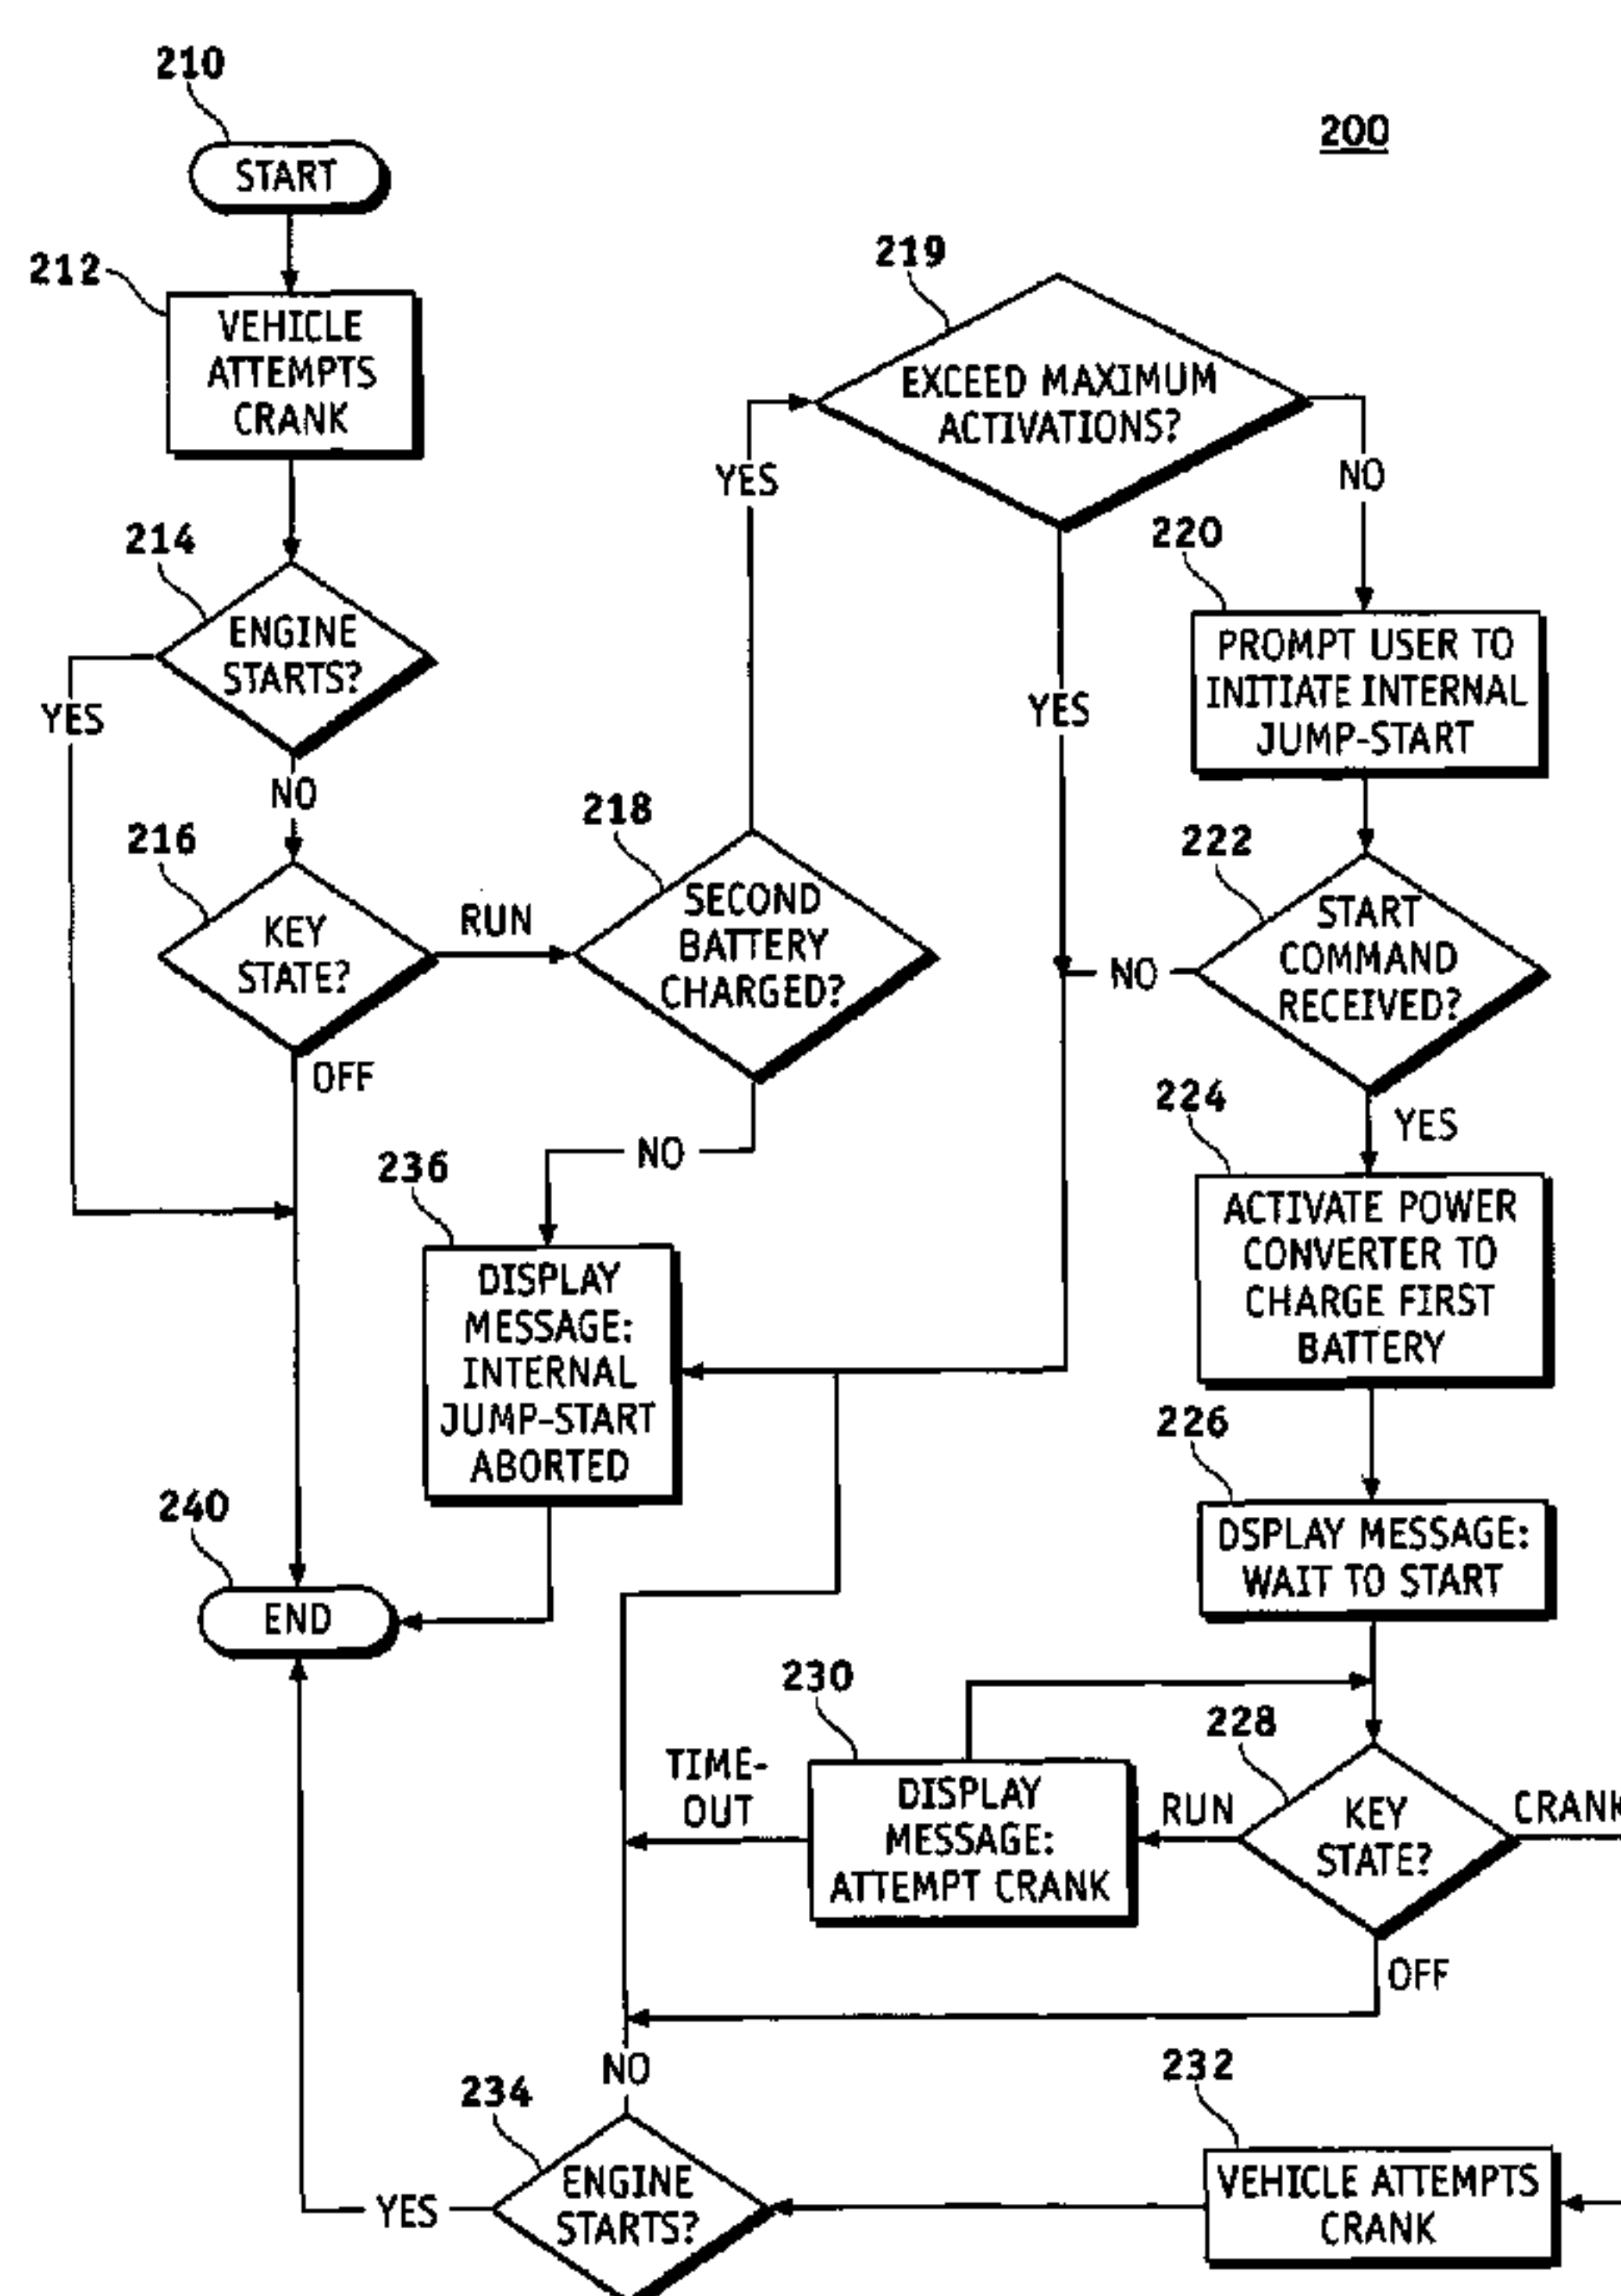 210
200
START
212
VEHICLE
ATTEMPTS
CRANK
219
EXCEED MAXIMUM
ACTIVATIONS?
YES
NO
214
ENGINE
STARTS?
YES
NO
220
PROMPT USER TO
INITIATE INTERNAL
JUMP-START
YES
216
KEY
STATE?
RUN
OFF
218
SECOND
BATTERY
CHARGED?
NO
222
START
COMMAND
RECEIVED?
NO
YES
224
ACTIVATE POWER
CONVERTER TO
CHARGE FIRST
BATTERY
236
DISPLAY
MESSAGE:
INTERNAL
JUMP-START
ABORTED
226
DSPLAY MESSAGE:
WAIT TO START
240
END
230
DISPLAY
MESSAGE:
ATTEMPT CRANK
TIME-
OUT
228
KEY
STATE?
RUN
CRANK
OFF
NO
234
ENGINE
STARTS?
YES
232
VEHICLE ATTEMPTS
CRANK